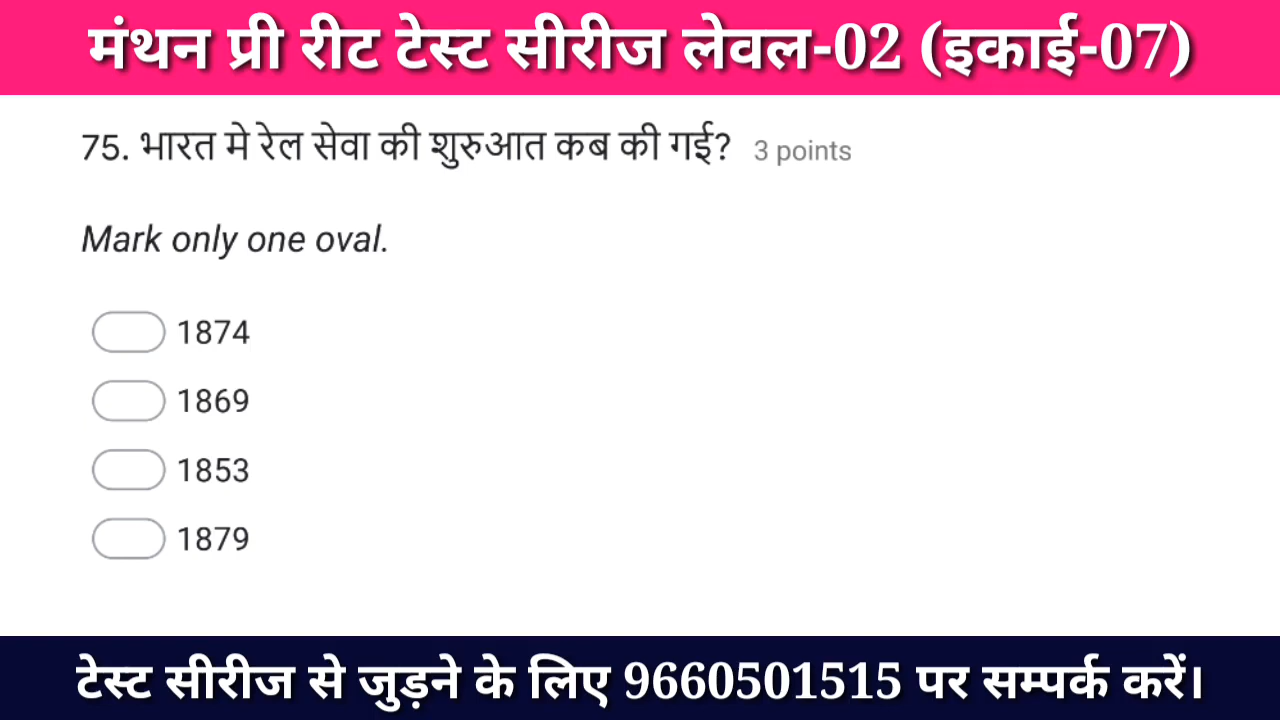 मंथन प्री रीट टेस्ट सीरीज लेवल-02 (इकाई-07)
75. भारत मे रेल सेवा की शुरुआत कब की गई? 3 points
Mark only one oval.
1874
1869
1853
1879
टेस्ट सीरीज से जुड़ने के लिए 9660501515 पर सम्पर्क करें।